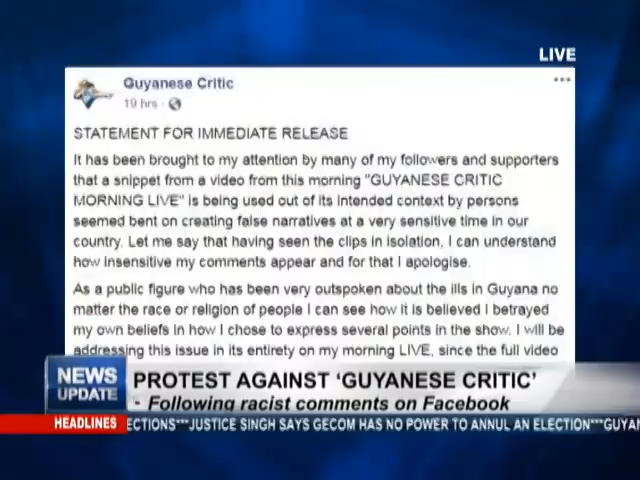 LIVE
Guyanese Critic
19 hrs ·
STATEMENT FOR IMMEDIATE RELEASE
It has been brought to my attention by many of my followers and supporters
that a snippet from a video from this morning "GUYANESE CRITIC
MORNING LIVE" is being used out of its intended context by persons
seemed bent on creating false narratives at a very sensitive time in our
country. Let me say that having seen the clips in isolation, I can understand
how insensitive my comments appear and for that I apologise.
As a public figure who has been very outspoken about the ills in Guyana no
matter the race or religion of people I can see how it is believed I betrayed
my own beliefs in how I chose to express several points in the show. I will be
addressing this issue in its entirety on my morning LIVE, since the full video
NEWS
UPDATE
PROTEST AGAINST ‘GUYANESE CRITIC’
- Following racist comments on Facebook
HEADLINES
ECTIONS***JUSTICE SINGH SAYS GECOM HAS NO POWER TO ANNUL AN ELECTION***GUYAN